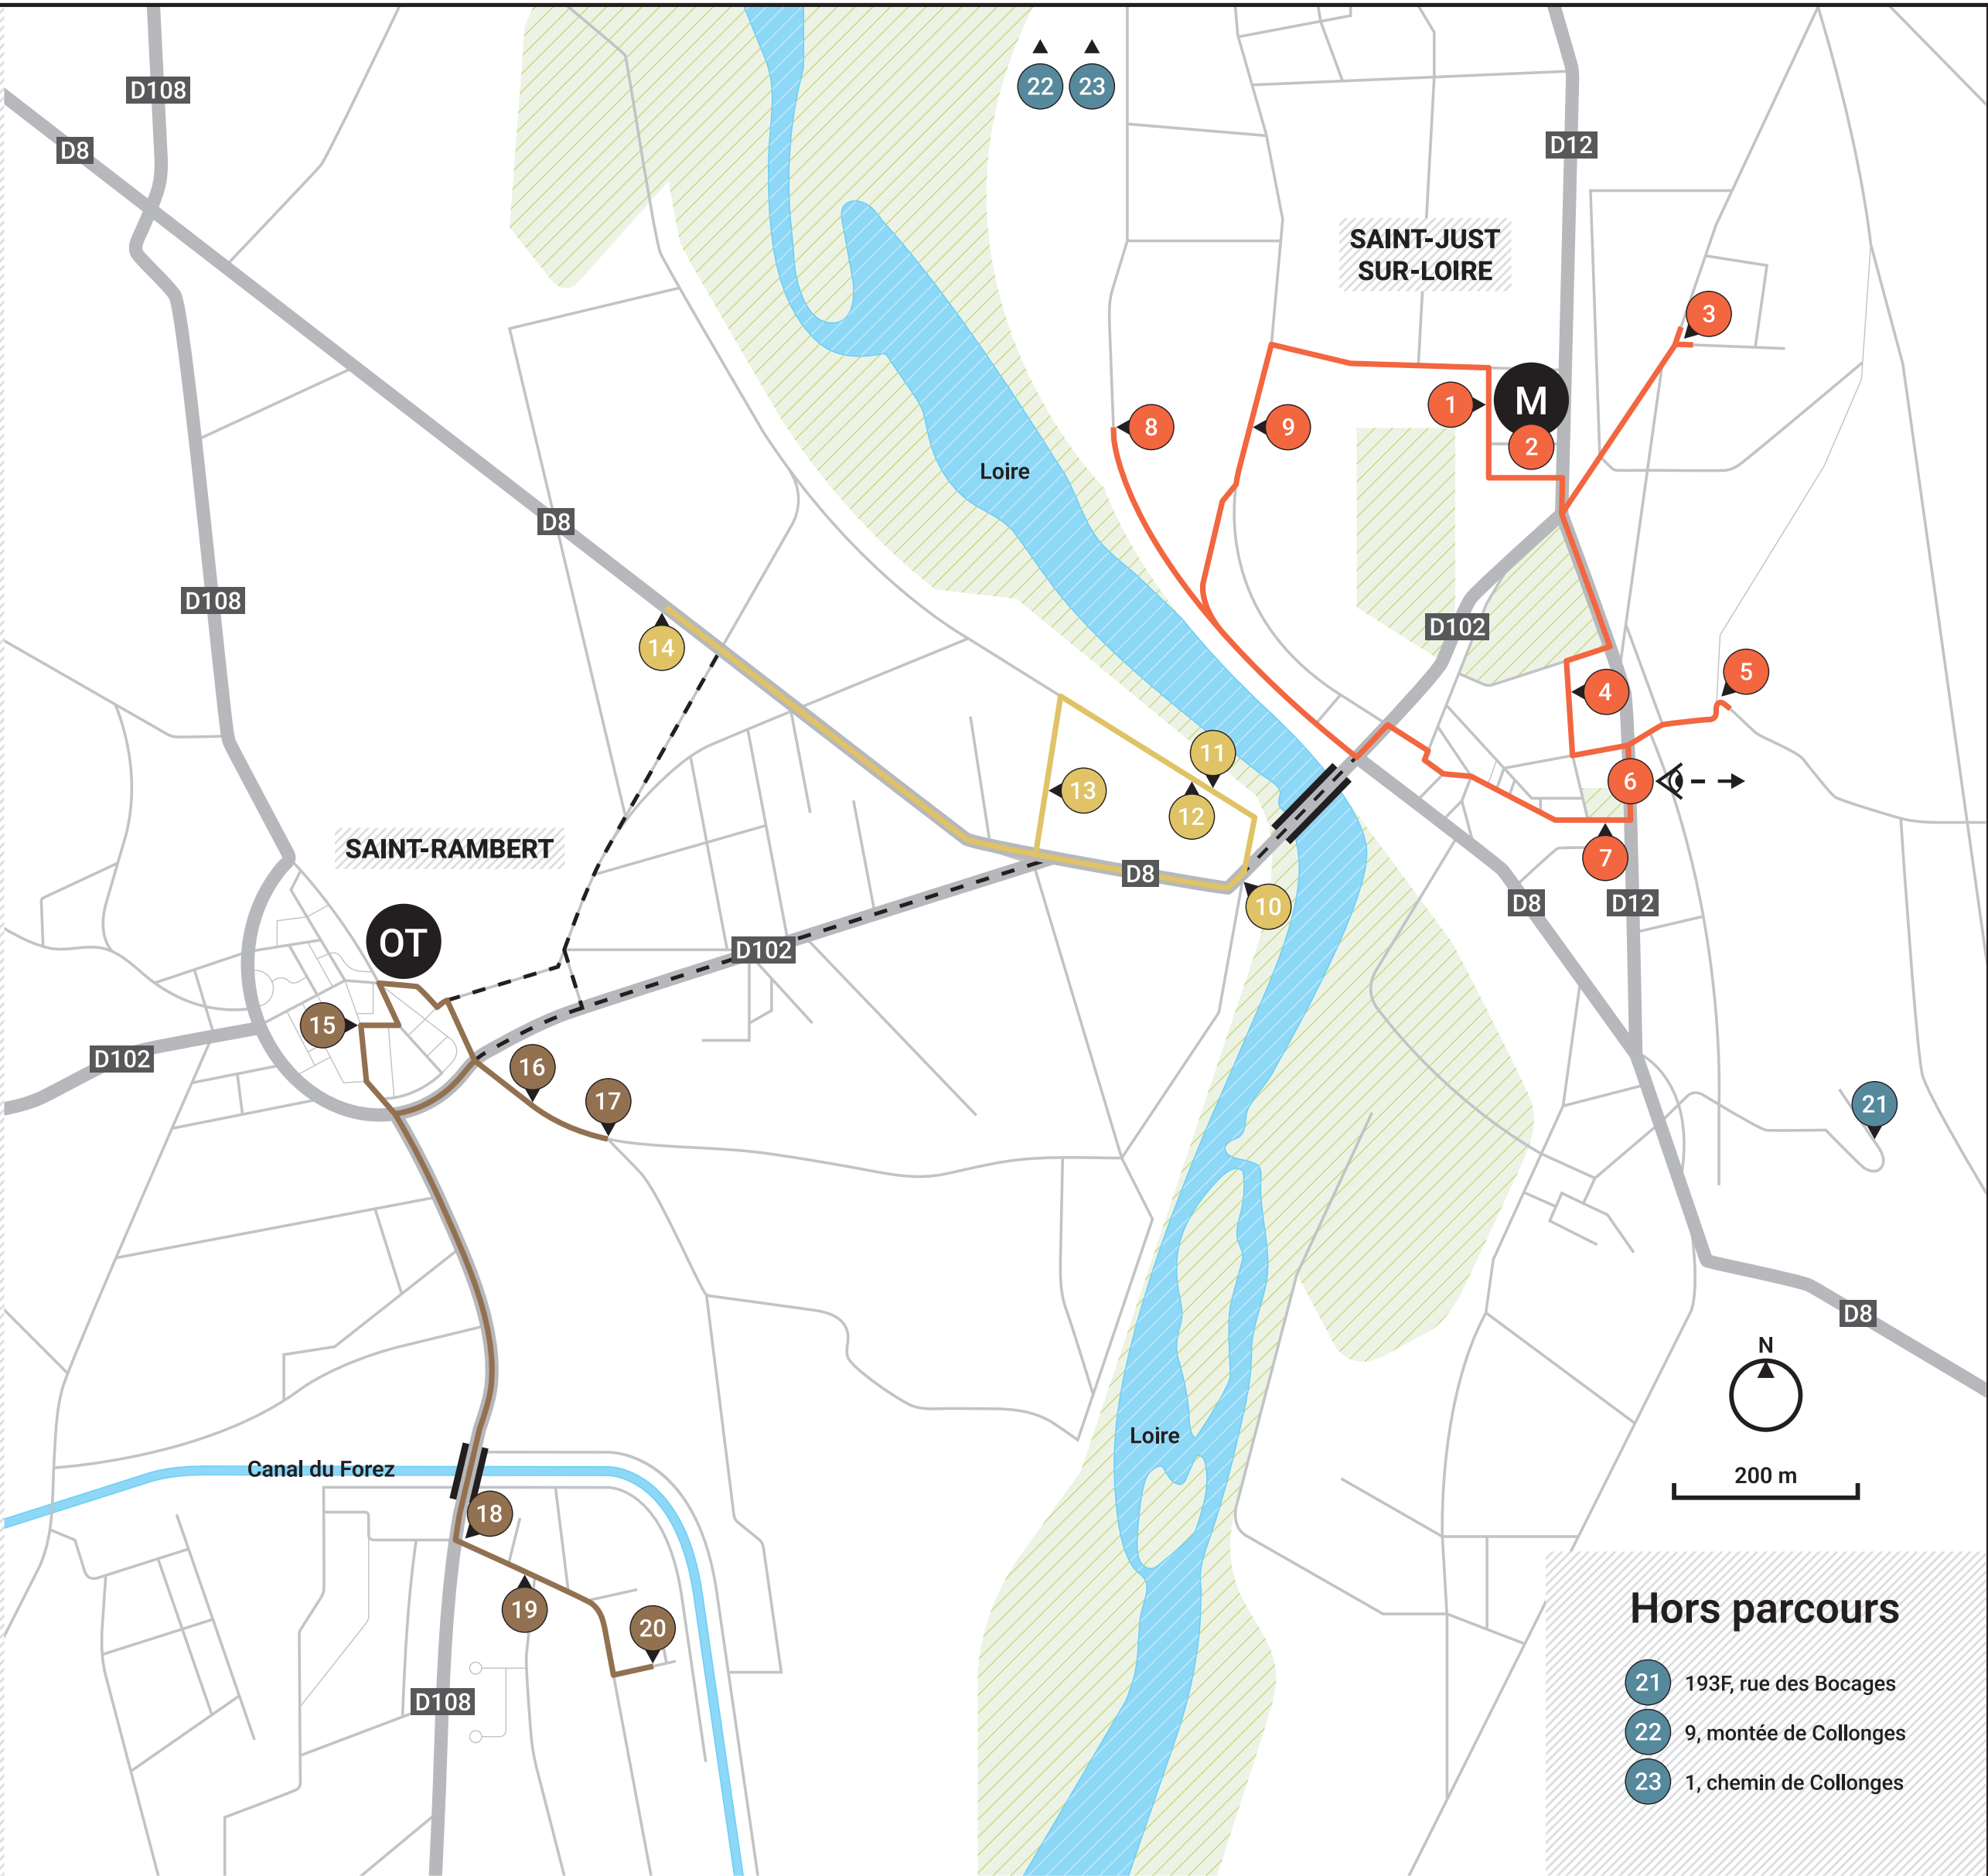 22
23
D108
D8
D12
SAINT-JUST
SUR-LOIRE
3
M
1
2
8
9
Loire
D8
D108
14
D102
4
5
11
13
12
6
7
SAINT-RAMBERT
D8
10
D8
D12
OT
D102
15
D102
16
17
21
D8
N
Loire
Canal du Forez
200 m
18
19
20
D108
Hors parcours
21 193F, rue des Bocages
22 9, montée de Collonges
23 1, chemin de Collonges